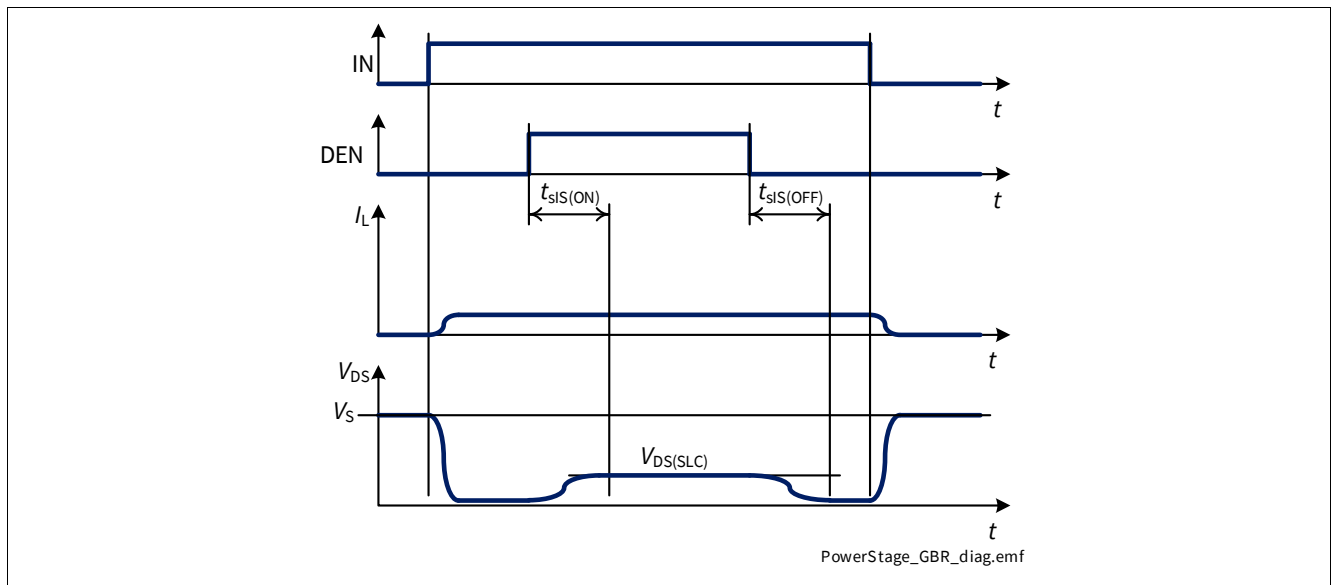 IN
t
DEN
t
tsIS(ON)
tsIS(OFF)
IL
t
VDS
VS
VDS(SLC)
t
PowerStage_GBR_diag.emf